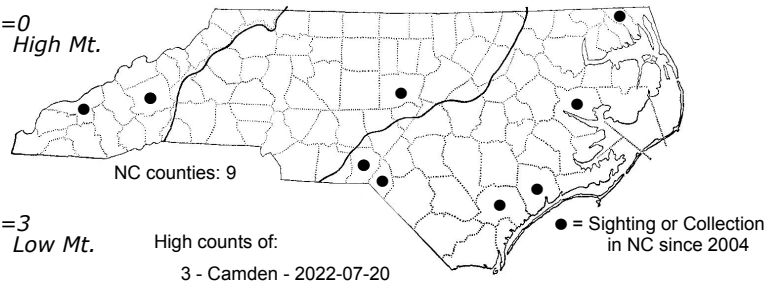 =0
High Mt.
NC counties: 9
=3
Low Mt.
High counts of:
3 - Camden - 2022-07-20
● = Sighting or Collection
in NC since 2004